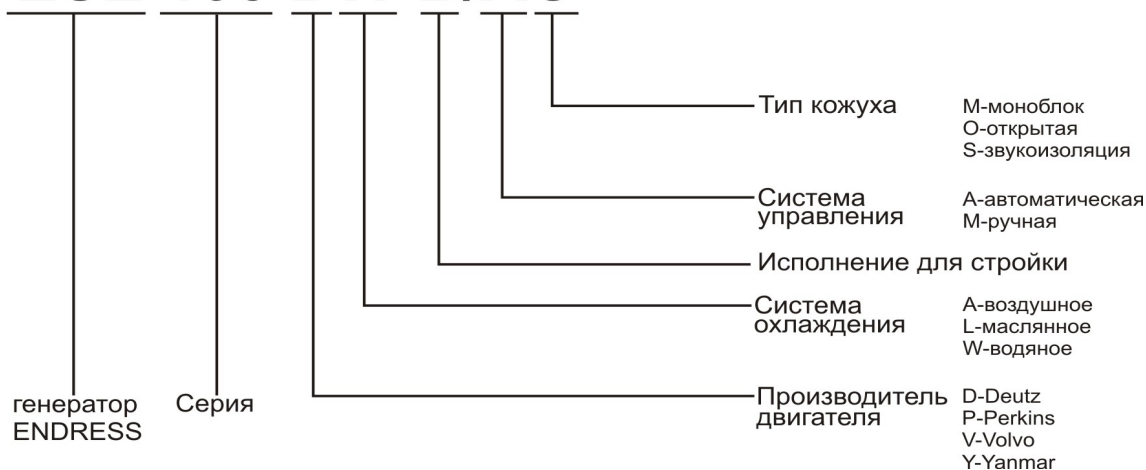 Тип кожуха
М-моноблок
О-открытая
S-звукоизоляция
Система
управления
А-автоматическая
М-ручная
Исполнение для стройки
Система
охлаждения
А-воздушное
L-маслянное
W-водяное
Производитель
двигателя
D-Deutz
P-Perkins
V-Volvo
Y-Yanmar
генератор
ENDRESS
Серия